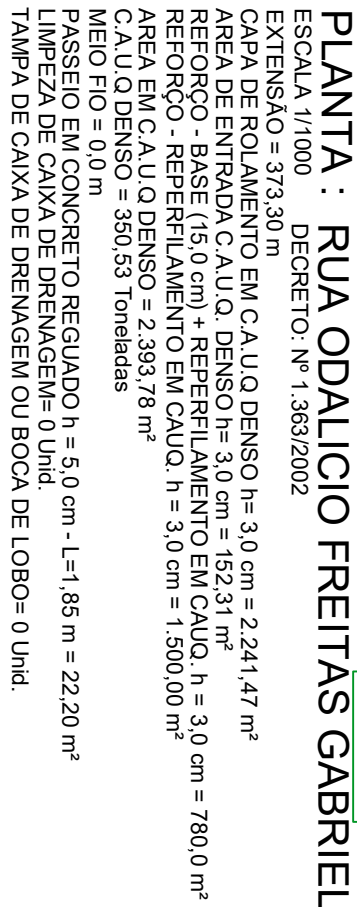 PLANTA : RUA ODALICIO FREITAS GABRIEL
ESCALA 1/1000 DECRETO: Nº 1.363/2002
EXTENSÃO = 373,30 m
CAPA DE ROLAMENTO EM C.A.U.Q DENSO h= 3,0 cm = 2.241,47 m²
AREA DE ENTRADA C.A.U.Q. DENSO h= 3,0 cm = 152,31 m²
REFORÇO - BASE (15,0 cm) + REPERFILAMENTO EM CAUQ. h = 3,0 cm = 780,0 m²
REFORÇO - REPERFILAMENTO EM CAUQ. h = 3,0 cm = 1.500,00 m²
AREA EM C.A.U.Q DENSO = 2.393,78 m²
C.A.U.Q DENSO = 350,53 Toneladas
MEIO FIO = 0,0 m
PASSEIO EM CONCRETO REGUADO h = 5,0 cm - L=1,85 m = 22,20 m²
LIMPEZA DE CAIXA DE DRENAGEM= 0 Unid.
TAMPA DE CAIXA DE DRENAGEM OU BOCA DE LOBO= 0 Unid.